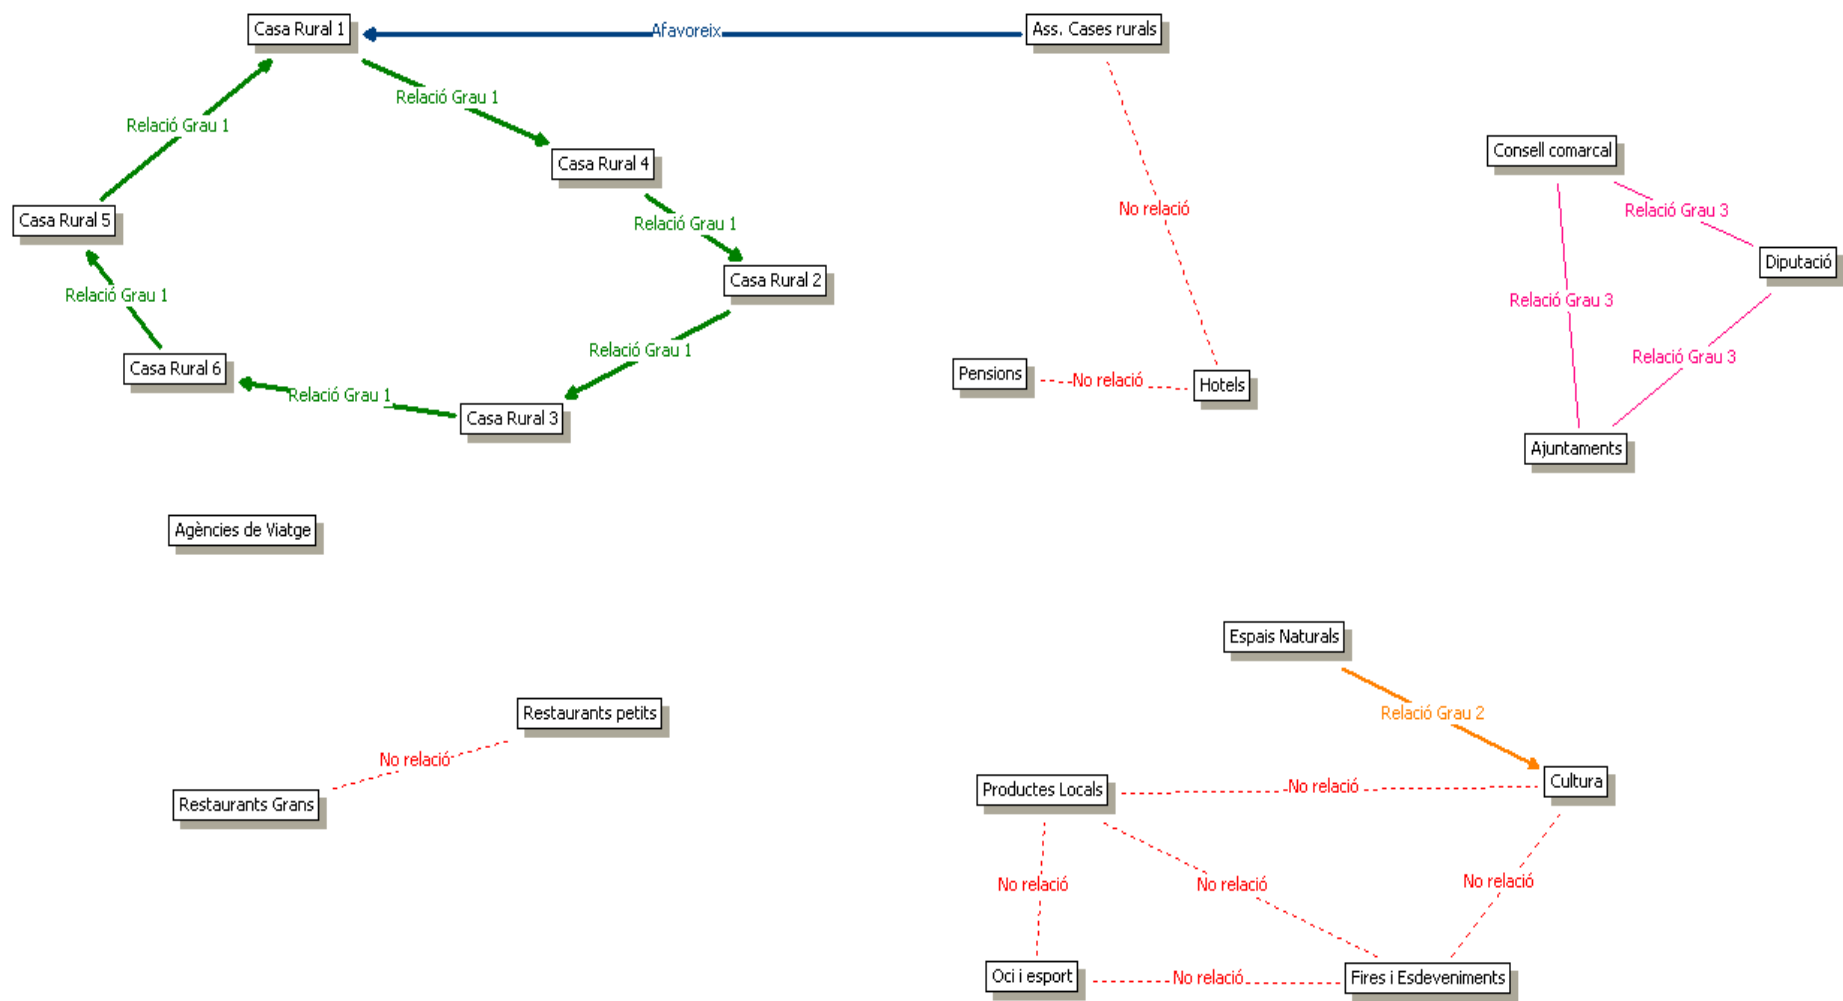 Casa Rural 1
Afavoreix
Ass. Cases rurals
Relació Grau 1
Relació Grau 1
Casa Rural 4
Consell comarcal
Casa Rural 5
Relació Grau 1
No relació
Relació Grau 3
Casa Rural 2
Diputació
Relació Grau 1
Relació Grau 3
Relació Grau 1
Relació Grau 3
Casa Rural 6
Pensions
No relació
Hotels
Relació Grau 1
Casa Rural 3
Ajuntaments
Agències de Viatge
Espais Naturals
Restaurants petits
Relació Grau 2
No relació
Restaurants Grans
Productes Locals
No relació
Cultura
No relació
No relació
No relació
Oci i esport
No relació
Fires i Esdeveniments